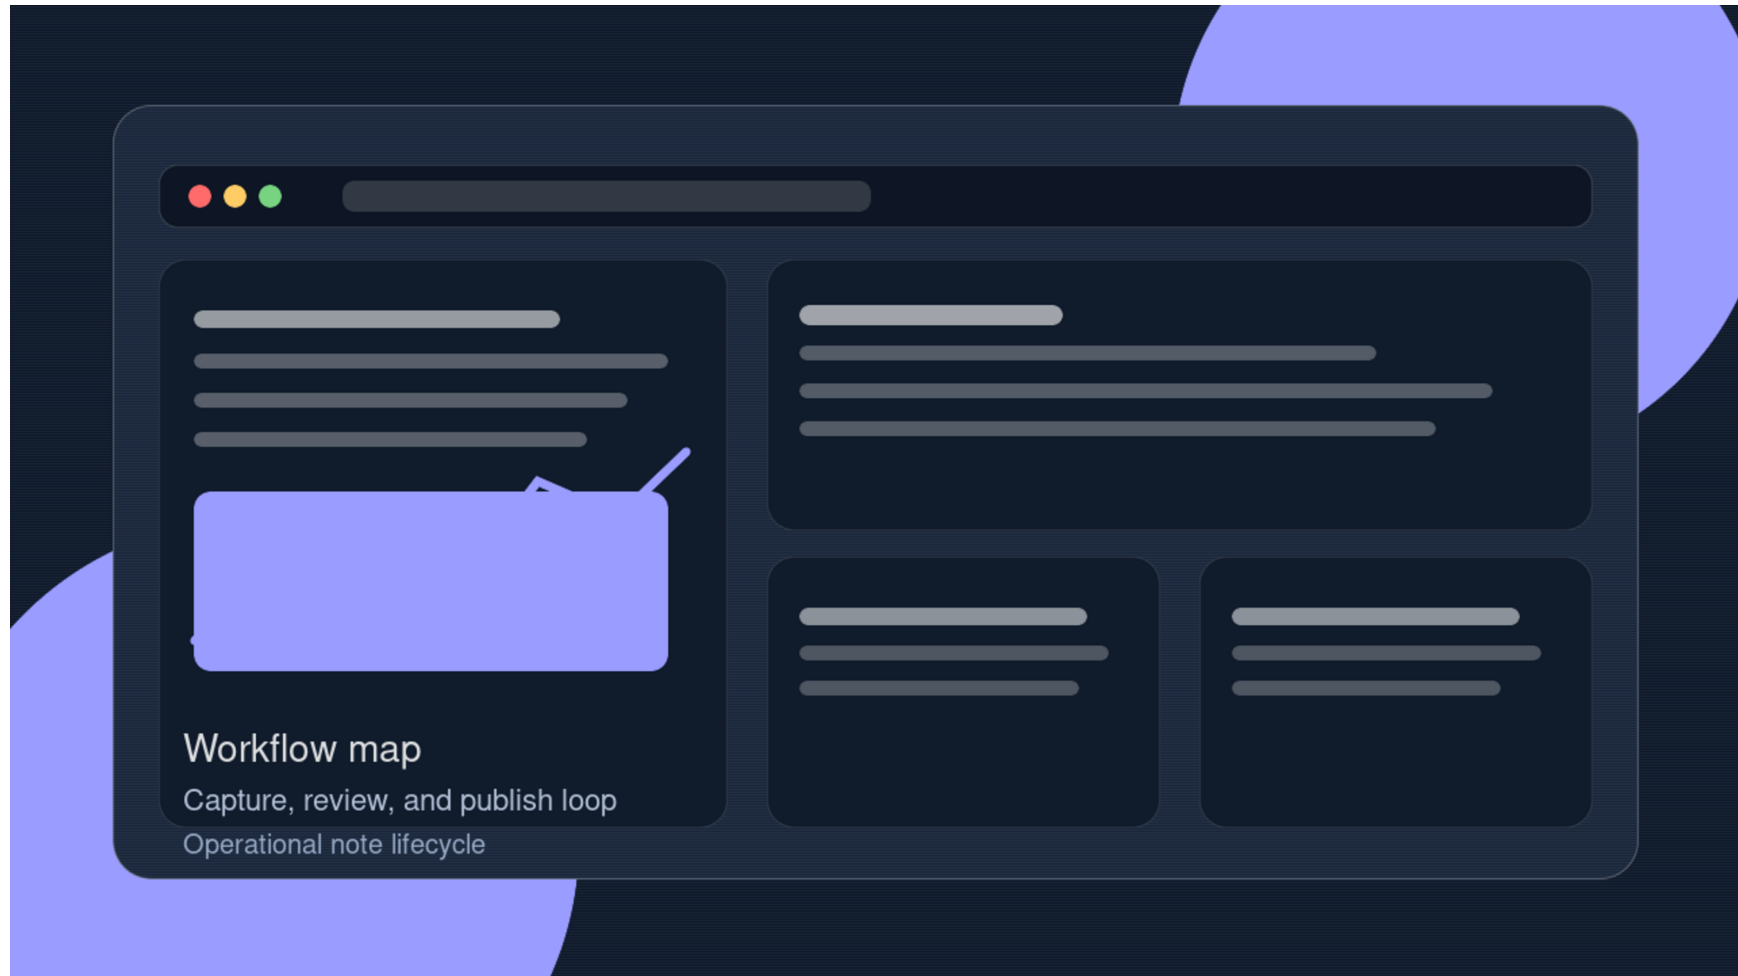 Workflow map
Capture, review, and publish loop
Operational note lifecycle